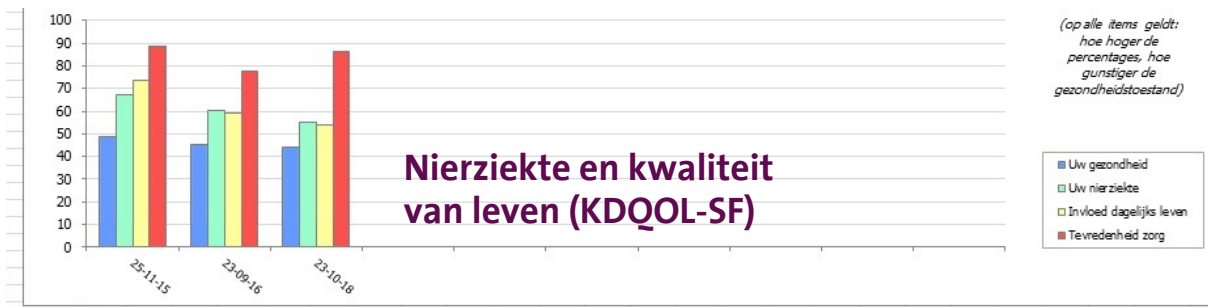 100
90
80
70
60
50
40
30
20
10
0
25-11-15
23-09-16
23-10-18
Nierziekte en kwaliteit
van leven (KDQOL-SF)
(op alle items geldt:
hoe hoger de
percentages, hoe
gunstiger de
gezondheidstoestand)
Uw gezondheid
Uw nierziekte
Invloed dagelijks leven
Tevredenheid zorg